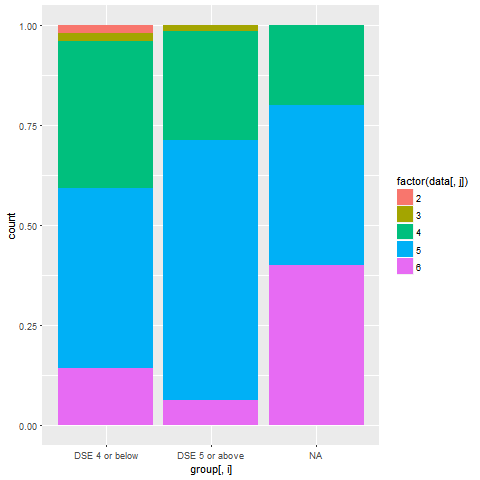 1.00
0.75
0.50
0.25
0.00
count
DSE 4 or below
DSE 5 or above
NA
group[, i]
factor(data[, j])
2
3
4
5
6